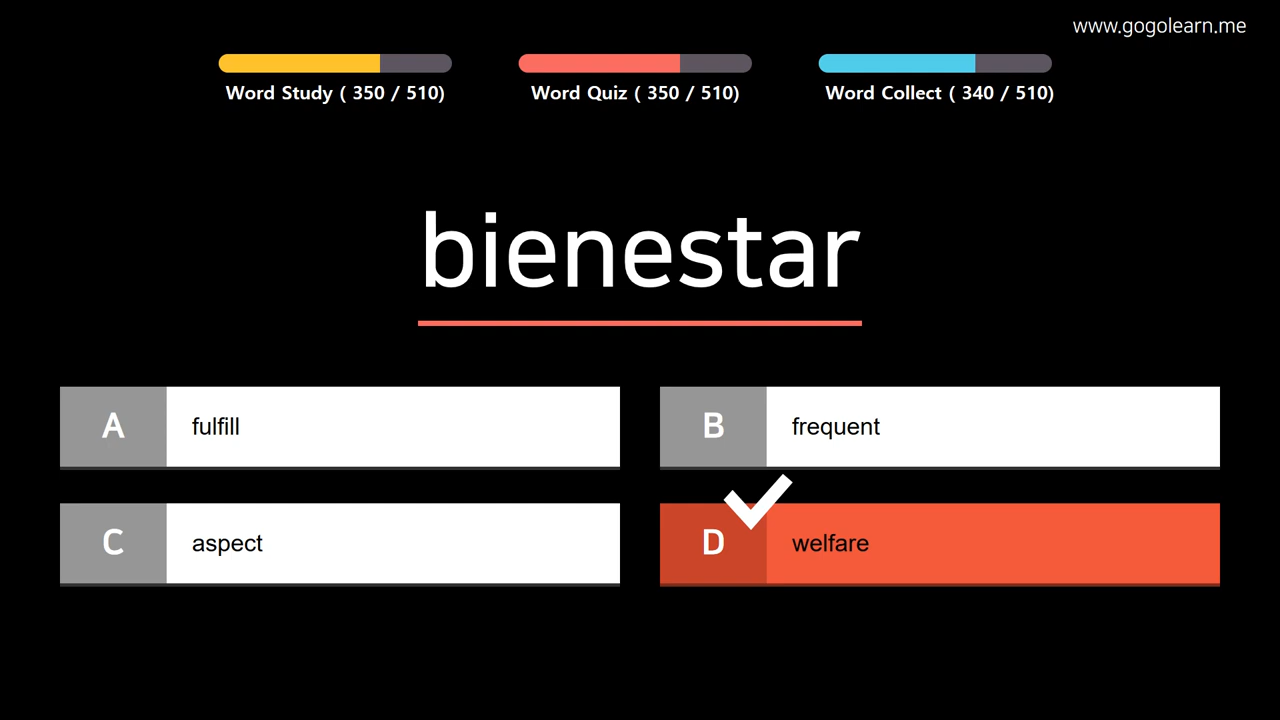 www.gogolearn.me
Word Study ( 350 / 510)
Word Quiz ( 350 / 510)
Word Collect ( 340 / 510)
bienestar
A fulfill
B frequent
C aspect
D welfare